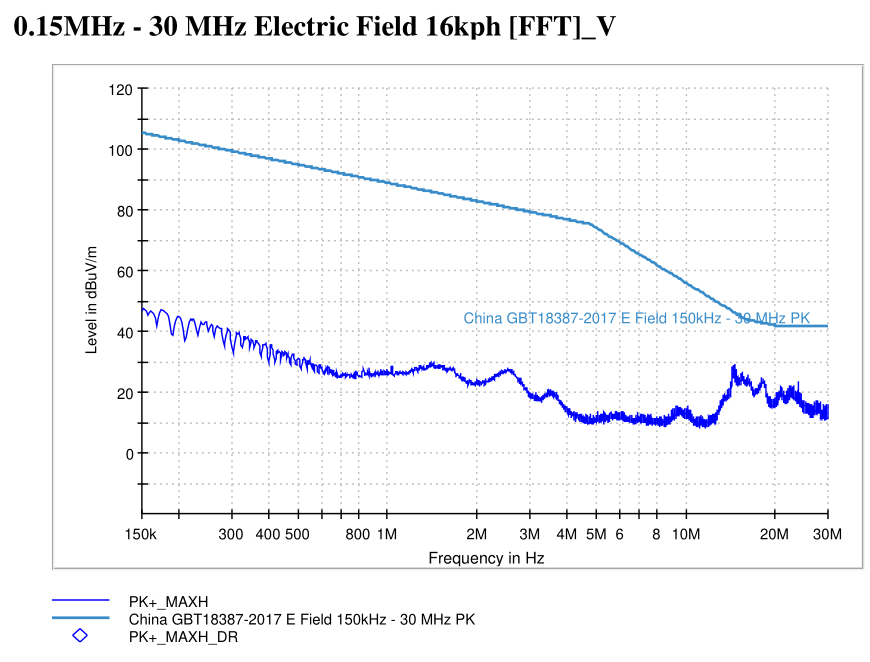 0.15MHz - 30 MHz Electric Field 16kph [FFT]_V
120
100
80
60
40
20
0
Level in dBuV/m
China GBT18387-2017 E Field 150kHz - 30 MHz PK
150k 300 400 500 800 1M 2M 3M 4M 5M 6 8 10M 20M 30M
Frequency in Hz
PK+_MAXH
China GBT18387-2017 E Field 150kHz - 30 MHz PK
PK+_MAXH_DR